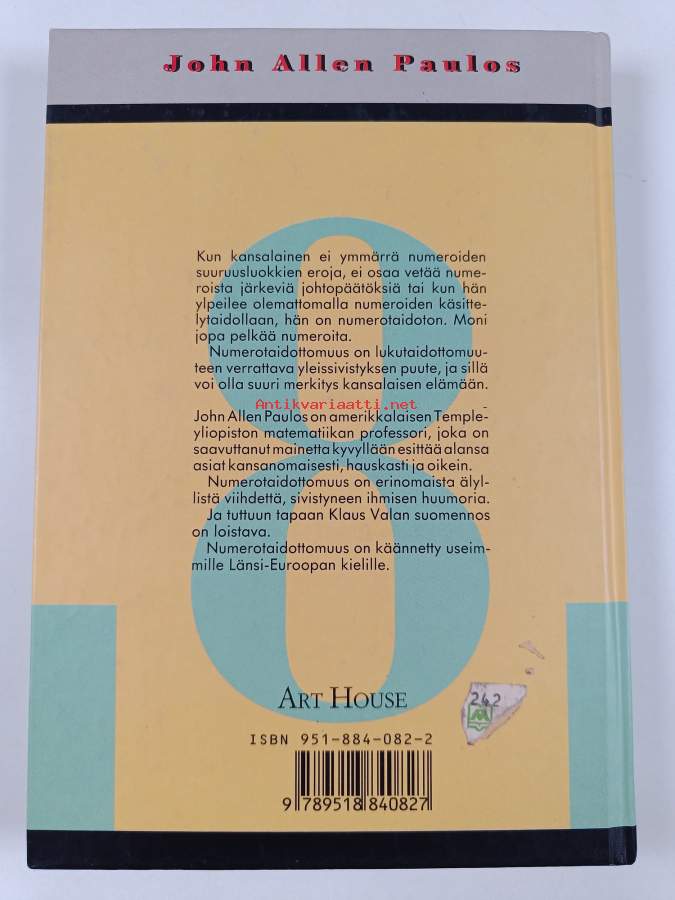 John Allen Paulos
Kun kansalainen ei ymmärrä numeroiden
suuruusluokkien eroja, ei osaa vetää nume-
roista järkeviä johtopäätöksiä tai kun hän
ylpeilee olemattomalla numeroiden käsitte-
lytaidollaan, hän on numerotaidoton. Moni
jopa pelkää numeroita.
Numerotaidottomuus on lukutaidottomuu-
teen verrattava yleissivistyksen puute, ja sillä
voi olla suuri merkitys kansalaisen elämään.
Antikvariaatti.net
John Allen Paulos on amerikkalaisen Temple-
yliopiston matematiikan professori, joka on
saavuttanut mainetta kyvyllään esittää alansa
asiat kansanomaisesti, hauskasti ja oikein.
Numerotaidottomuus on erinomaista älyl-
listä viihdettä, sivistyneen ihmisen huumoria.
Ja tuttuun tapaan Klaus Valan suomennos
on loistava.
Numerotaidottomuus on käännetty useim-
mille Länsi-Euroopan kielille.
ART HOUSE
242
ISBN 951-884-082-2
9 789518 840827